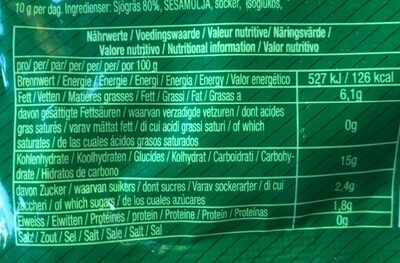 10 g per dag. Ingredienser: Sjögräs 80%, SESAMOLJA, socker, isoglukos,
Nährwerte / Voedingswaarde / Valeur nutritive/ Näringsvärde /
Valore nutritivo / Nutritional information / Valor nutritivo
pro/ per/ par/ per/ per/ per/ por 100 g
Brennwert / Energie / Energie / Energi / Energia / Energy / Valor energético 527 kJ / 126 kcal
Fett / Vetten / Matières grasses / Fett / Grassi / Fat / Grasas a 6,1g
davon gesättigte Fettsäuren / waarvan verzadigde vetzuren / dont acides
gras saturés / varav mättat fett / di cui acidi grassi saturi / of which
saturates / de las cuales ácidos grasos saturados 0g
Kohlenhydrate / Koolhydraten / Glucides / Kolhydrat / Carboidrati / Carbohy-
drate / Hidratos de carbono 15g
davon Zucker / waarvan suikers / dont sucres / Varav sockerarter / di cui
zuccheri / of which sugars / de los cuales azúcares 2,4g
Eiweiss / Eiwitten / Protéines / protein / Proteine / Protein / Proteinas 1,8g
Salz / Zout / Sel / Salt / Sale / Salt / Sal 0g